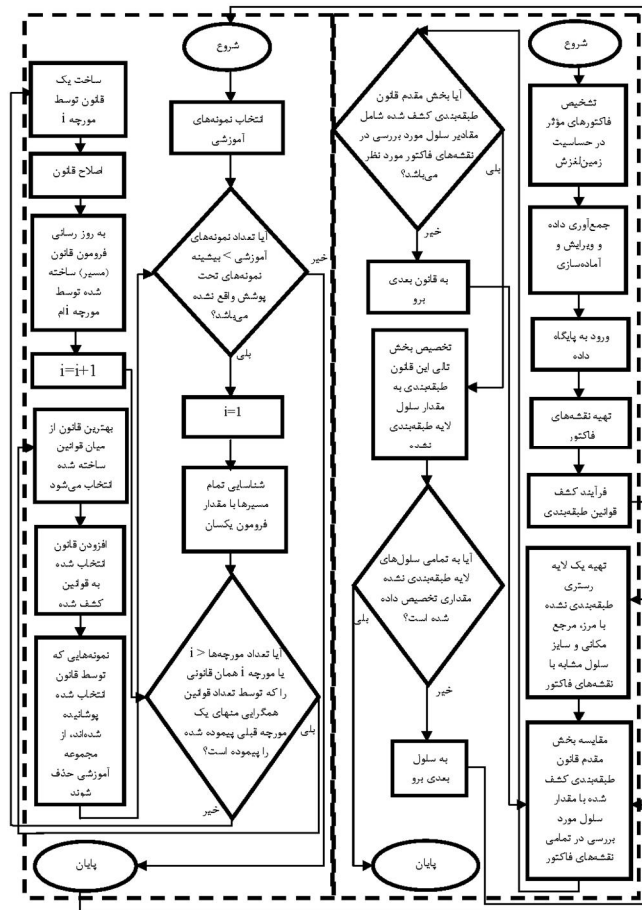 شروع
تشخیص
فاکتورهای مؤثر
در حساسیت
زمین‌لغزش
جمع‌آوری داده
و ویرایش و
آماده‌سازی
ورود به پایگاه
داده
تهیه نقشه‌های
فاکتور
فرآیند کشف
قوانین طبقه‌بندی
تهیه یک لایه
رستری
طبقه‌بندی نشده
با مرز، مرجع
مکانی و سایز
سلول مشابه با
نقشه‌های فاکتور
مقایسه بخش
مقدم قانون
طبقه‌بندی کشف
شده با مقدار
سلول مورد
بررسی در تمامی
نقشه‌های فاکتور
آیا بخش مقدم قانون
طبقه‌بندی کشف شده شامل
مقادیر سلول مورد بررسی در
نقشه‌های فاکتور مورد نظر
می‌باشد؟
بلی
خیر
به قانون بعدی
برو
تخصیص بخش
تالی این قانون
طبقه‌بندی به
مقدار سلول
لایه طبقه‌بندی
نشده
آیا به تمامی سلول‌های
لایه طبقه‌بندی نشده
مقداری تخصیص داده
شده است؟
بلی
خیر
به سلول
بعدی برو
پایان
شروع
انتخاب نمونه‌های
آموزشی
آیا تعداد نمونه‌های
آموزشی > بیشینه
نمونه‌های تحت
پوشش واقع نشده
می‌باشد؟
خیر
بلی
i=1
شناسایی تمام
مسیرها با مقدار
فرومون یکسان
آیا تعداد مورچه‌ها > i
یا مورچه i همان قانونی
را که توسط تعداد قوانین
همگرایی منهای یک
مورچه قبلی پیموده شده
را پیموده است؟
بلی
خیر
ساخت یک
قانون توسط
مورچه i
اصلاح قانون
به روز رسانی
فرومون قانون
(مسیر) ساخته
شده توسط
مورچه iام
i=i+1
بهترین قانون از
میان قوانین
ساخته شده
انتخاب می‌شود
افزودن قانون
انتخاب شده
به قوانین
کشف شده
نمونه‌هایی که
توسط قانون
انتخاب شده
پوشانیده
شده‌اند، از
مجموعه
آموزشی حذف
شوند
پایان